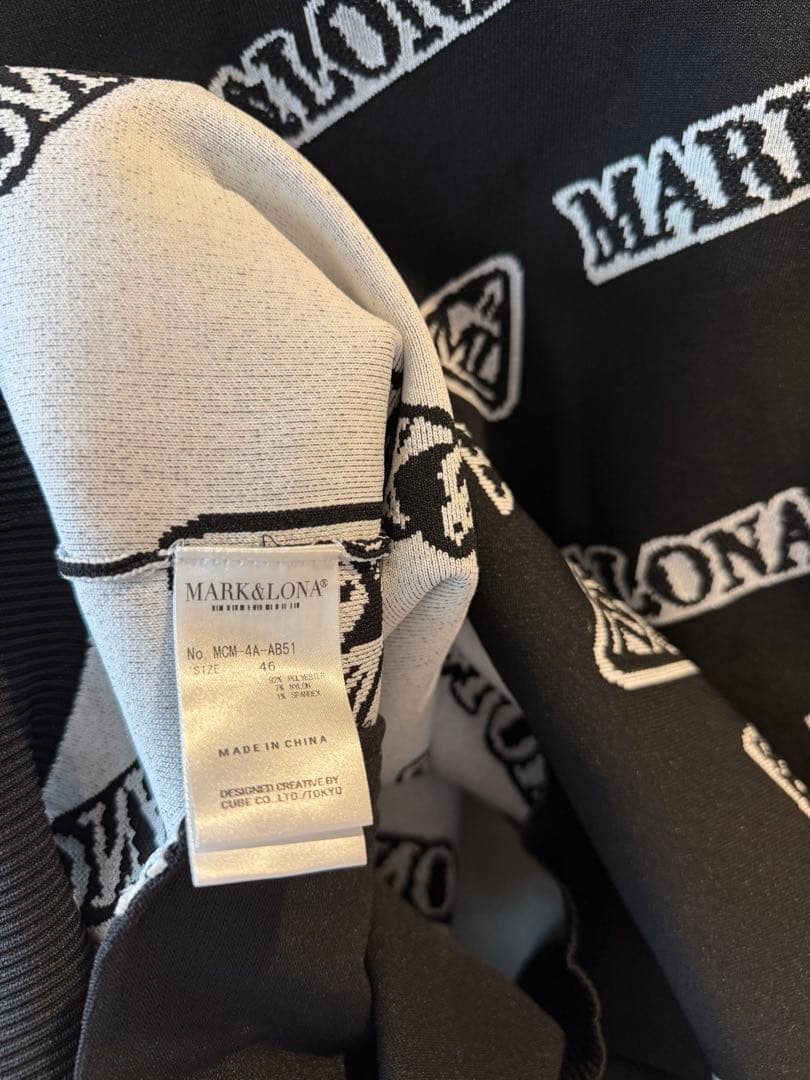 LONA
MARK
ML
LONA
MARK&LONA®
No. MCM-4A-AB51
SIZE 46
92% POLYESTER
7% NYLON
1% SPANDEX
MADE IN CHINA
DESIGNED CREATIVE BY
CUBE CO.,LTD./TOKYO